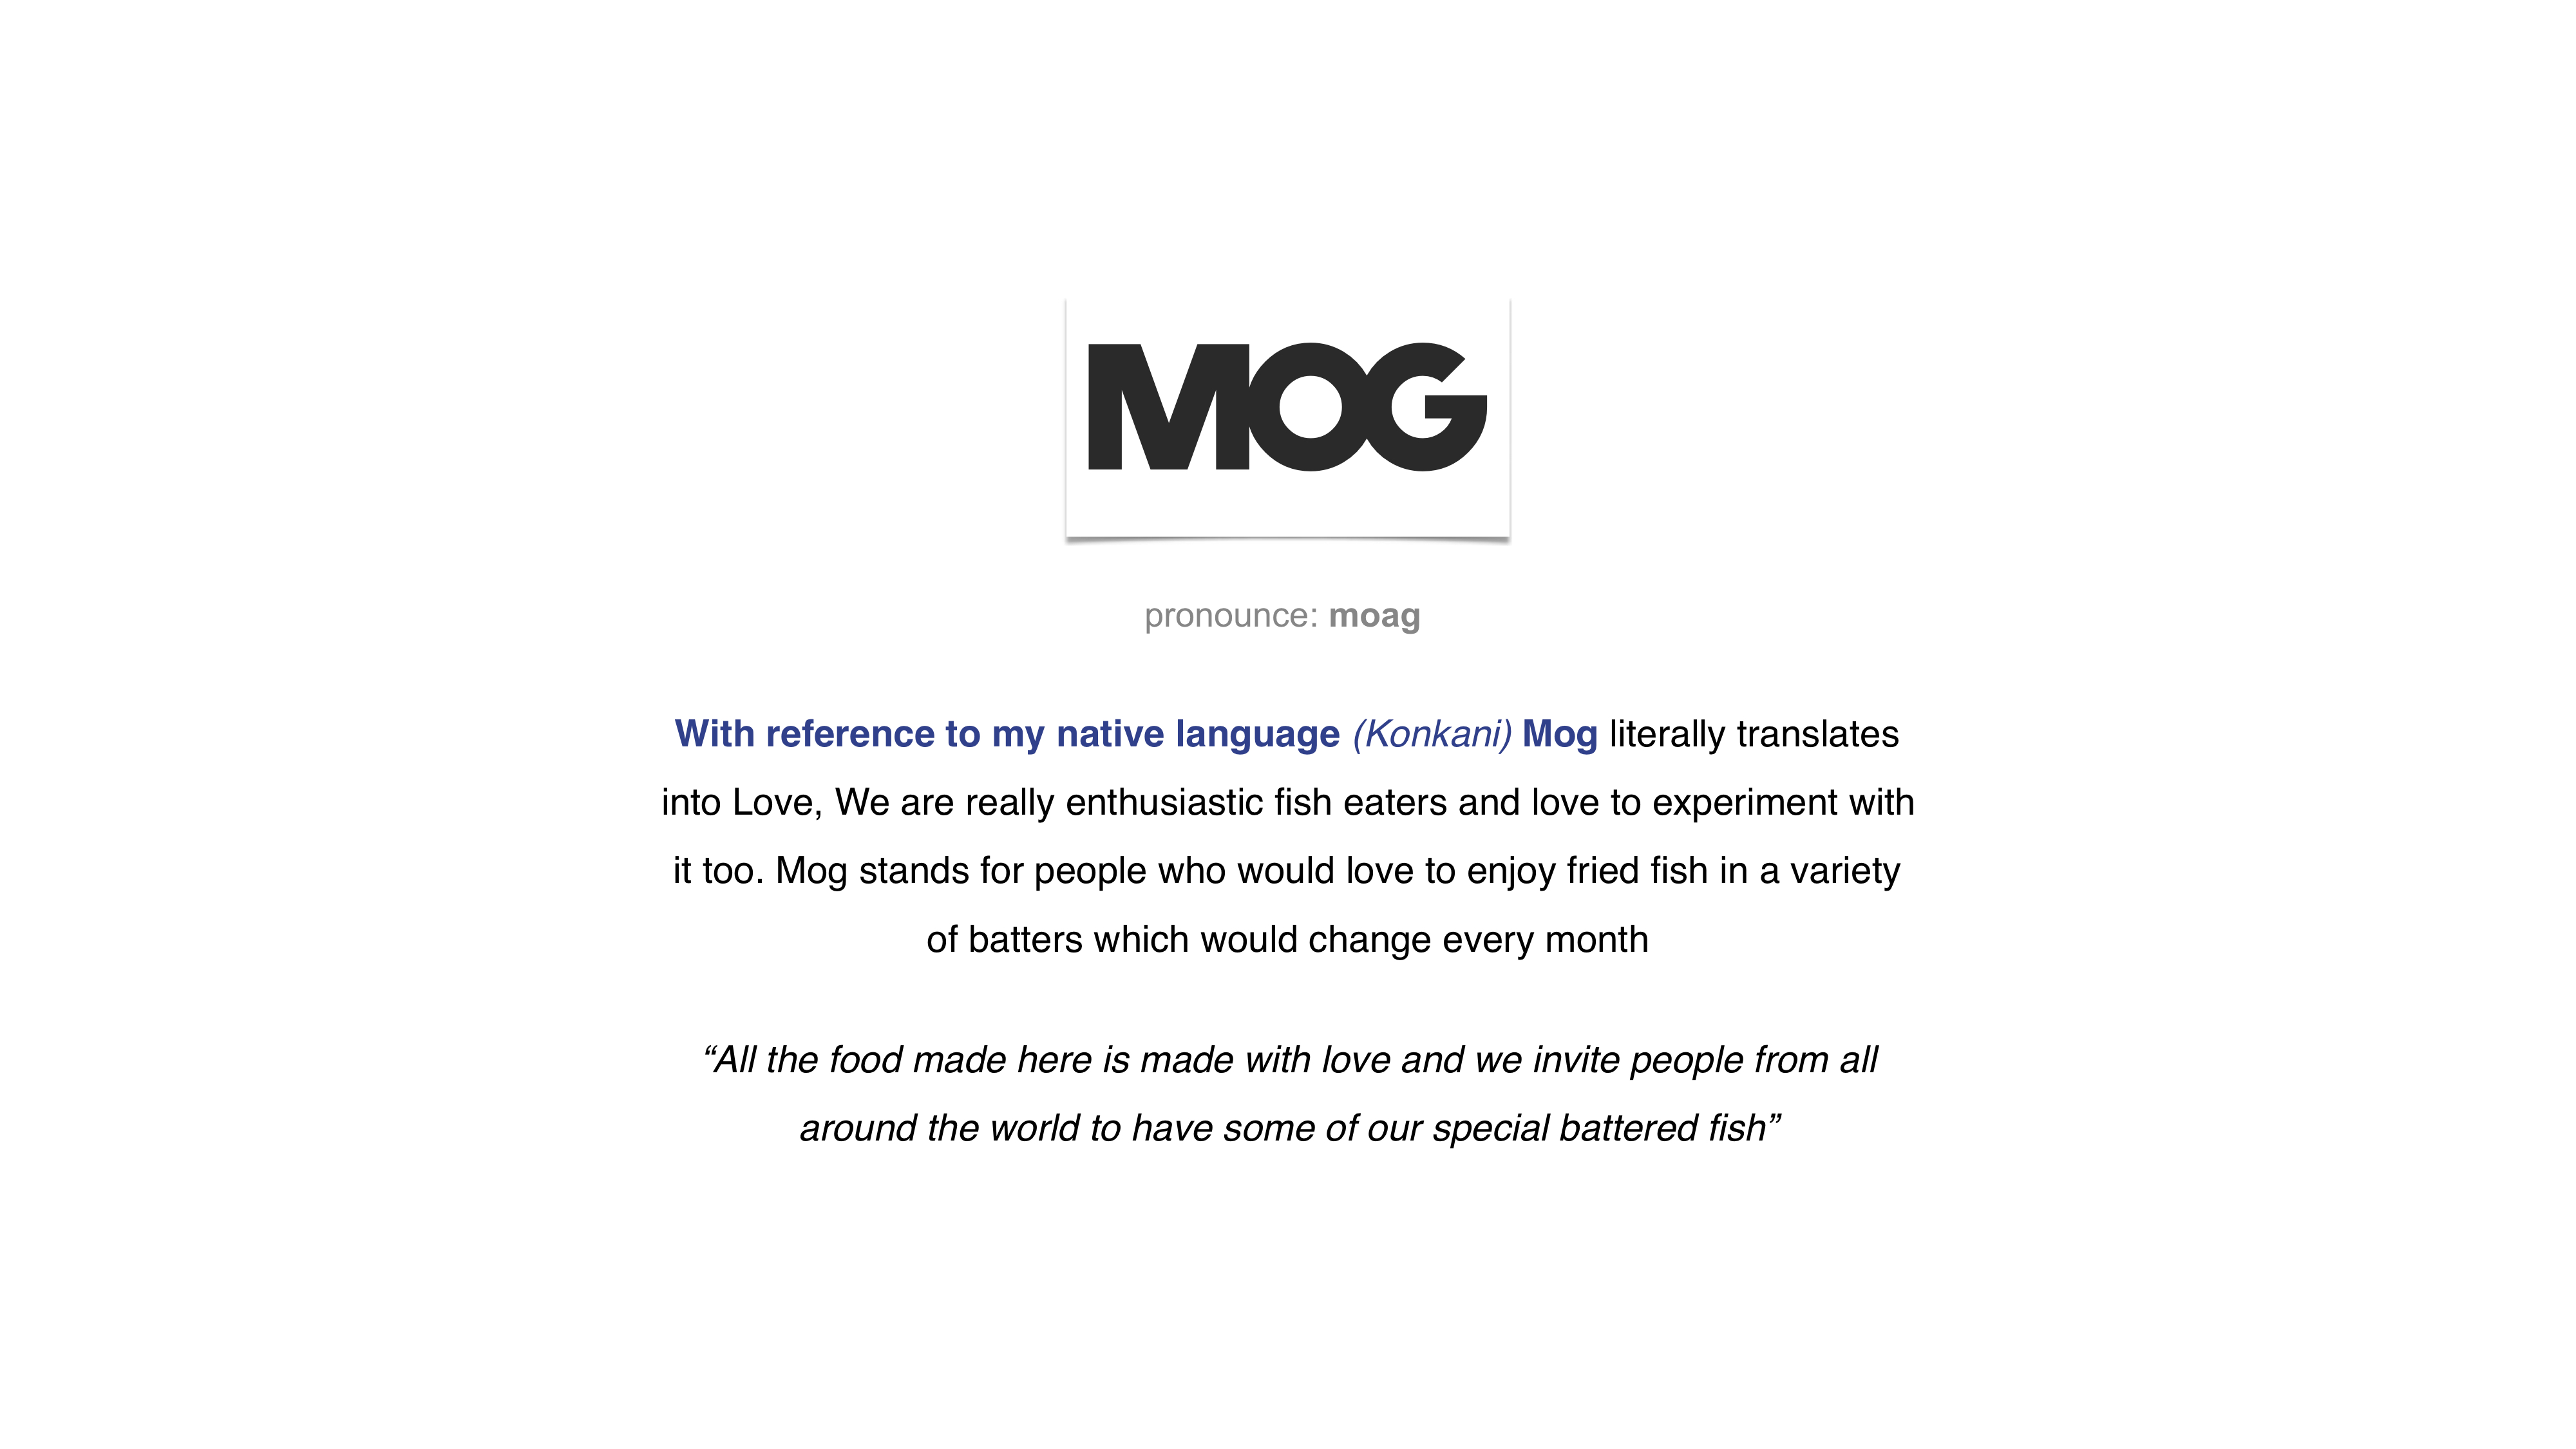 MOG
pronounce: moag
With reference to my native language (Konkani) Mog literally translates
into Love, We are really enthusiastic fish eaters and love to experiment with
it too. Mog stands for people who would love to enjoy fried fish in a variety
of batters which would change every month
“All the food made here is made with love and we invite people from all
around the world to have some of our special battered fish”